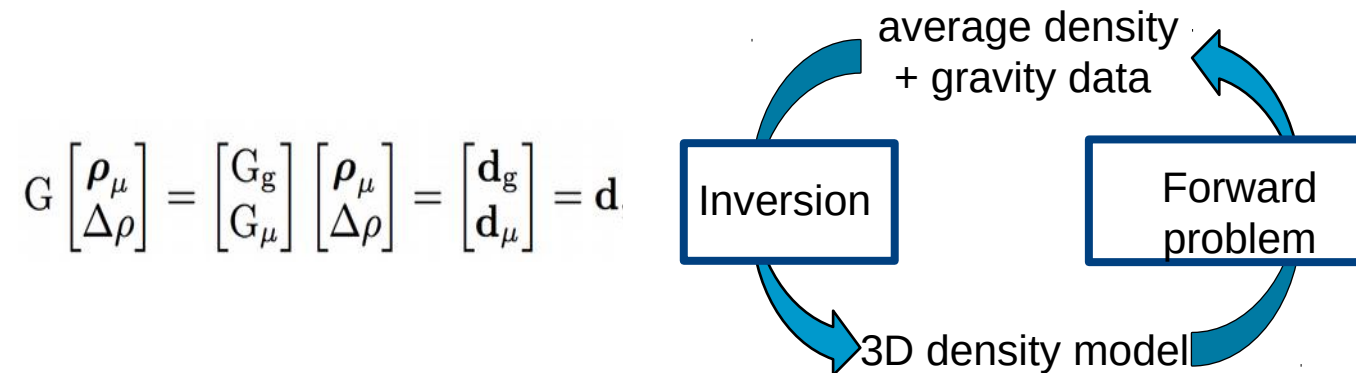 G [ρ_μ Δρ] = [G_g G_μ] [ρ_μ Δρ] = [d_g d_μ] = d.
average density
+ gravity data
Inversion
Forward
problem
3D density model